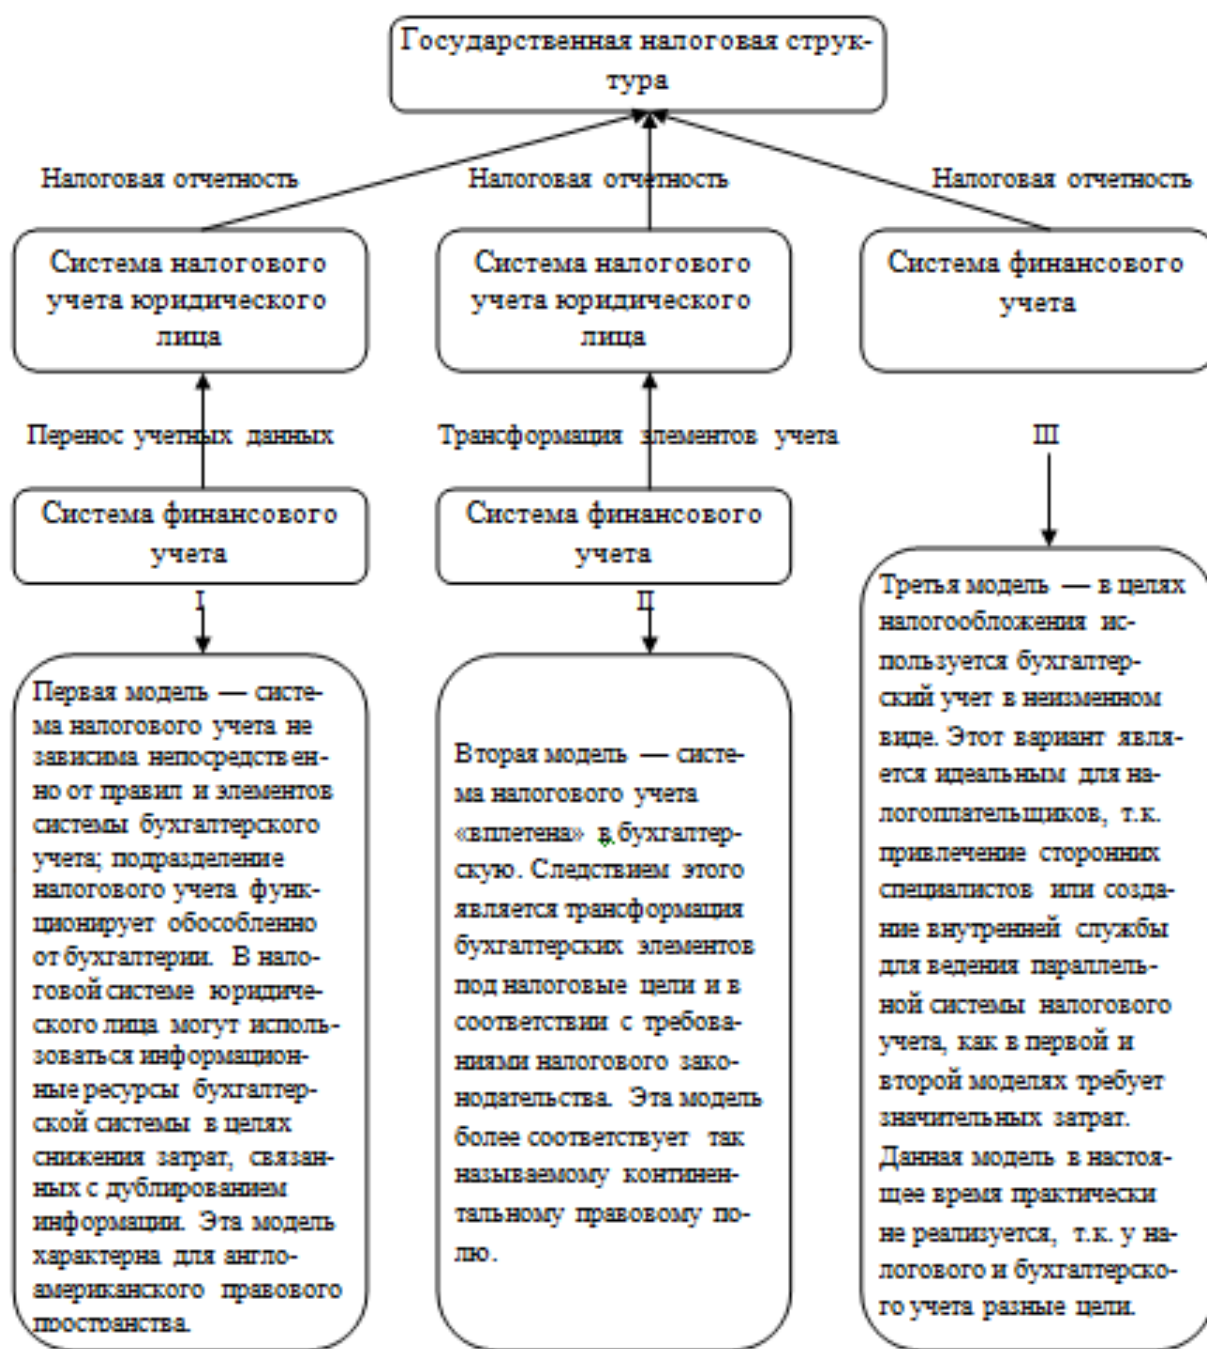 Государственная налоговая струк-
тура
Налоговая отчетность
Налоговая отчетность
Налоговая отчетность
Система налогового
учета юридического
лица
Система налогового
учета юридического
лица
Система финансового
учета
Перенос учетных данных
Трансформация элементов учета
III
Система финансового
учета
Система финансового
учета
I
II
Первая модель — систе-
ма налогового учета не
зависима непосредствен-
но от правил и элементов
системы бухгалтерского
учета; подразделение
налогового учета функ-
ционирует обособленно
от бухгалтерии. В нало-
говой системе юридиче-
ского лица могут исполь-
зоваться информацион-
ные ресурсы бухгалтер-
ской системы в целях
снижения затрат, связан-
ных с дублированием
информации. Эта модель
характерна для англо-
американского правового
пространства.
Вторая модель — систе-
ма налогового учета
«вплетена» в бухгалтер-
скую. Следствием этого
является трансформация
бухгалтерских элементов
под налоговые цели и в
соответствии с требова-
ниями налогового зако-
нодательства. Эта модель
более соответствует так
называемому континен-
тальному правовому по-
лю.
Третья модель — в целях
налогообложения ис-
пользуется бухгалтер-
ский учет в неизменном
виде. Этот вариант явля-
ется идеальным для на-
логоплательщиков, т.к.
привлечение сторонних
специалистов или созда-
ние внутренней службы
для ведения параллель-
ной системы налогового
учета, как в первой и
второй моделях требует
значительных затрат.
Данная модель в настоя-
щее время практически
не реализуется, т.к. у на-
логового и бухгалтерско-
го учета разные цели.